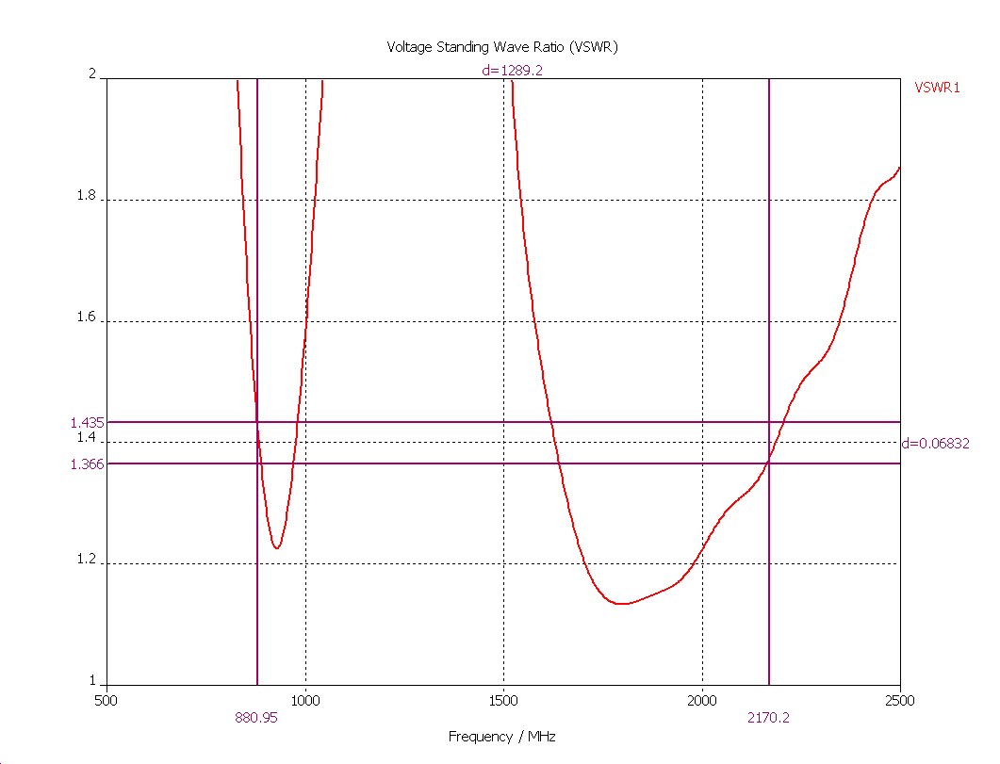 Voltage Standing Wave Ratio (VSWR)
d=1289.2
2
VSWR1
1.8
1.6
1.435
1.4
d=0.06832
1.366
1.2
1
500 1000 1500 2000 2500
880.95 2170.2
Frequency / MHz